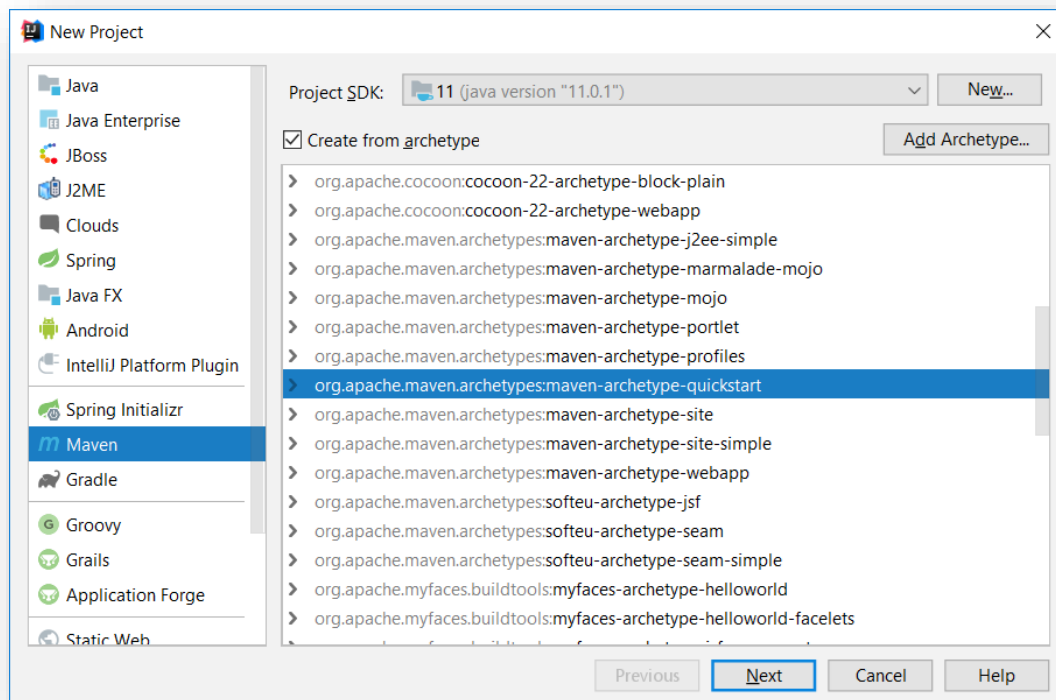 New Project
Java
Java Enterprise
JBoss
J2ME
Clouds
Spring
Java FX
Android
IntelliJ Platform Plugin
Spring Initializr
Maven
Gradle
Groovy
Grails
Application Forge
Static Web
Project SDK: 11 (java version "11.0.1") New...
Create from archetype Add Archetype...
org.apache.cocoon:cocoon-22-archetype-block-plain
org.apache.cocoon:cocoon-22-archetype-webapp
org.apache.maven.archetypes:maven-archetype-j2ee-simple
org.apache.maven.archetypes:maven-archetype-marmalade-mojo
org.apache.maven.archetypes:maven-archetype-mojo
org.apache.maven.archetypes:maven-archetype-portlet
org.apache.maven.archetypes:maven-archetype-profiles
org.apache.maven.archetypes:maven-archetype-quickstart
org.apache.maven.archetypes:maven-archetype-site
org.apache.maven.archetypes:maven-archetype-site-simple
org.apache.maven.archetypes:maven-archetype-webapp
org.apache.maven.archetypes:softeu-archetype-jsf
org.apache.maven.archetypes:softeu-archetype-seam
org.apache.maven.archetypes:softeu-archetype-seam-simple
org.apache.myfaces.buildtools:myfaces-archetype-helloworld
org.apache.myfaces.buildtools:myfaces-archetype-helloworld-facelets
Previous Next Cancel Help